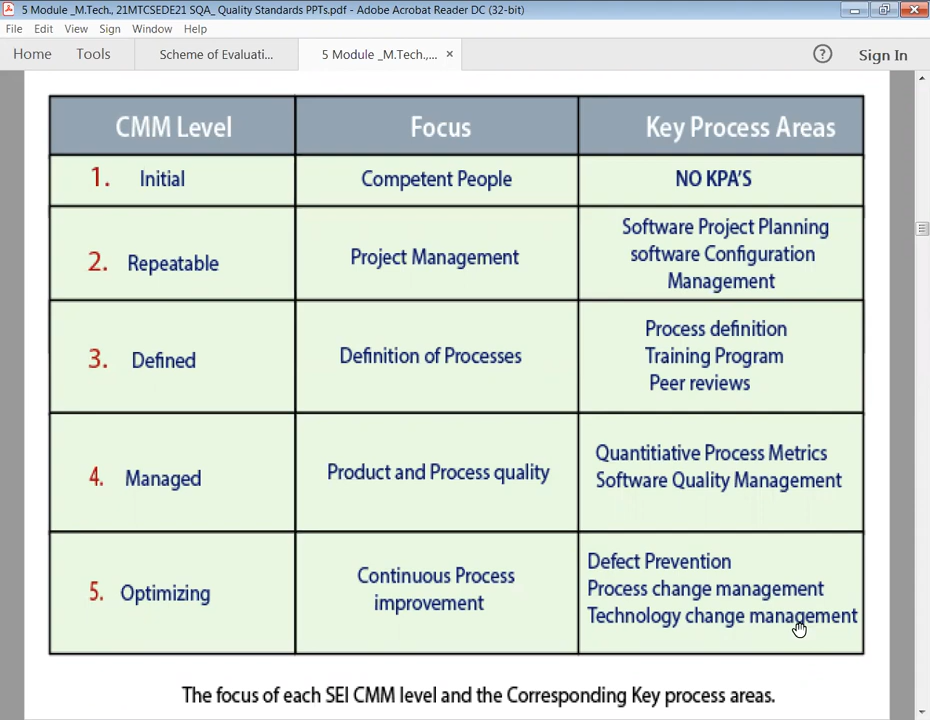 5 Module _M.Tech., 21MTCSEDE21 SQA_ Quality Standards PPTs.pdf - Adobe Acrobat Reader DC (32-bit)
File Edit View Sign Window Help
Home Tools Scheme of Evaluati... 5 Module _M.Tech.,... × ? Sign In
CMM Level Focus Key Process Areas
1. Initial Competent People NO KPA'S
2. Repeatable Project Management Software Project Planning
software Configuration
Management
3. Defined Definition of Processes Process definition
Training Program
Peer reviews
4. Managed Product and Process quality Quantitiative Process Metrics
Software Quality Management
5. Optimizing Continuous Process
improvement
Defect Prevention
Process change management
Technology change management
The focus of each SEI CMM level and the Corresponding Key process areas.